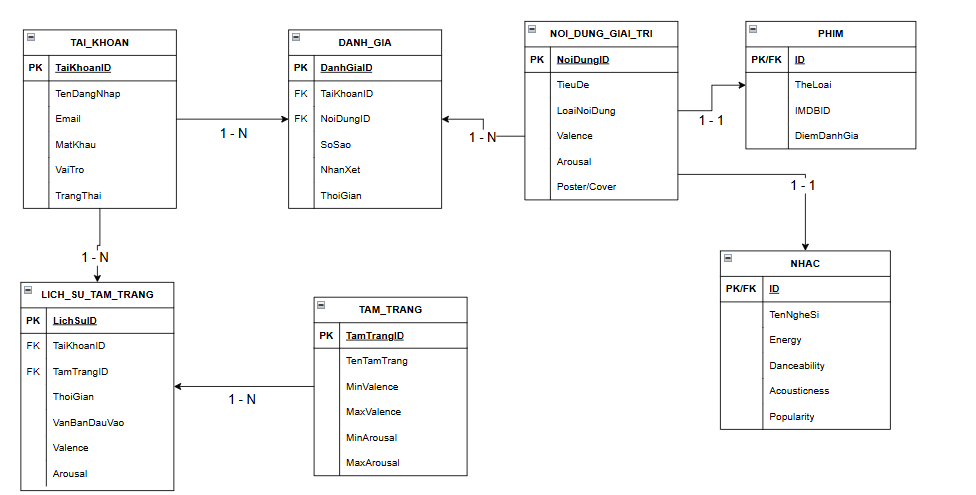 TAI_KHOAN
PK TaiKhoanID
TenDangNhap
Email
MatKhau
VaiTro
TrangThai
1 - N
DANH_GIA
PK DanhGiaID
FK TaiKhoanID
FK NoiDungID
SoSao
NhanXet
ThoiGian
1 - N
NOI_DUNG_GIAI_TRI
PK NoiDungID
TieuDe
LoaiNoiDung
Valence
Arousal
Poster/Cover
1 - 1
PHIM
PK/FK ID
TheLoai
IMDBID
DiemDanhGia
1 - 1
1 - N
LICH_SU_TAM_TRANG
PK LichSuID
FK TaiKhoanID
FK TamTrangID
ThoiGian
VanBanDauVao
Valence
Arousal
1 - N
TAM_TRANG
PK TamTrangID
TenTamTrang
MinValence
MaxValence
MinArousal
MaxArousal
NHAC
PK/FK ID
TenNgheSi
Energy
Danceability
Acousticness
Popularity